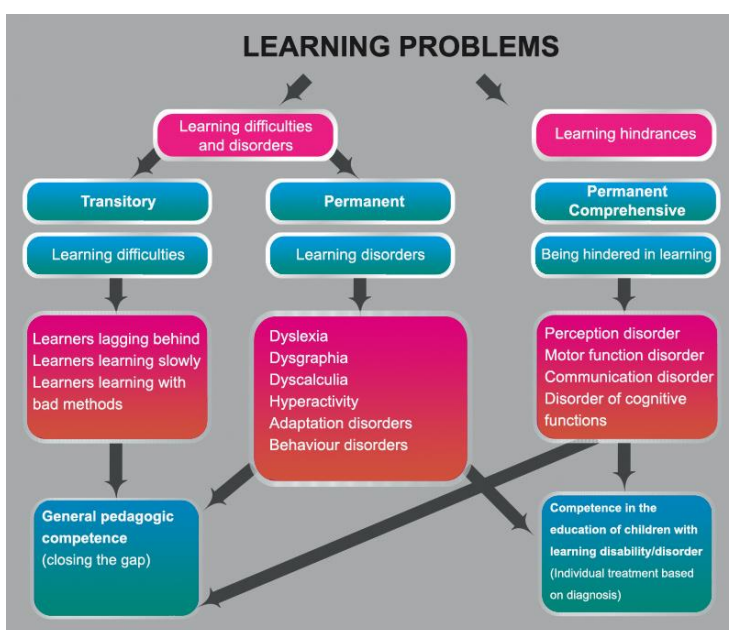 LEARNING PROBLEMS
Learning difficulties
and disorders
Learning hindrances
Transitory
Permanent
Permanent
Comprehensive
Learning difficulties
Learning disorders
Being hindered in learning
Learners lagging behind
Learners learning slowly
Learners learning with
bad methods
Dyslexia
Dysgraphia
Dyscalculia
Hyperactivity
Adaptation disorders
Behaviour disorders
Perception disorder
Motor function disorder
Communication disorder
Disorder of cognitive
functions
General pedagogic
competence
(closing the gap)
Competence in the
education of children with
learning disability/disorder
(Individual treatment based
on diagnosis)